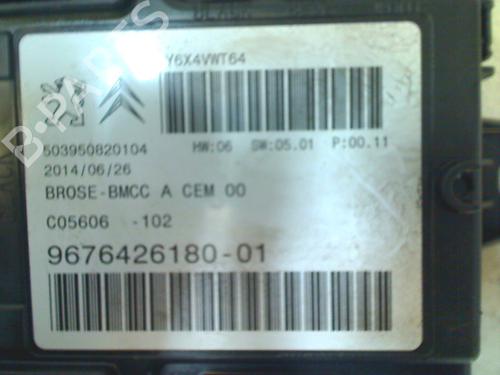 Y6X4VWT64
503950820104 HW:06 SW:05.01 P:00.11
2014/06/26
BROSE-BMCC A CEM 00
C05606 -102
9676426180-01
B-PARTS